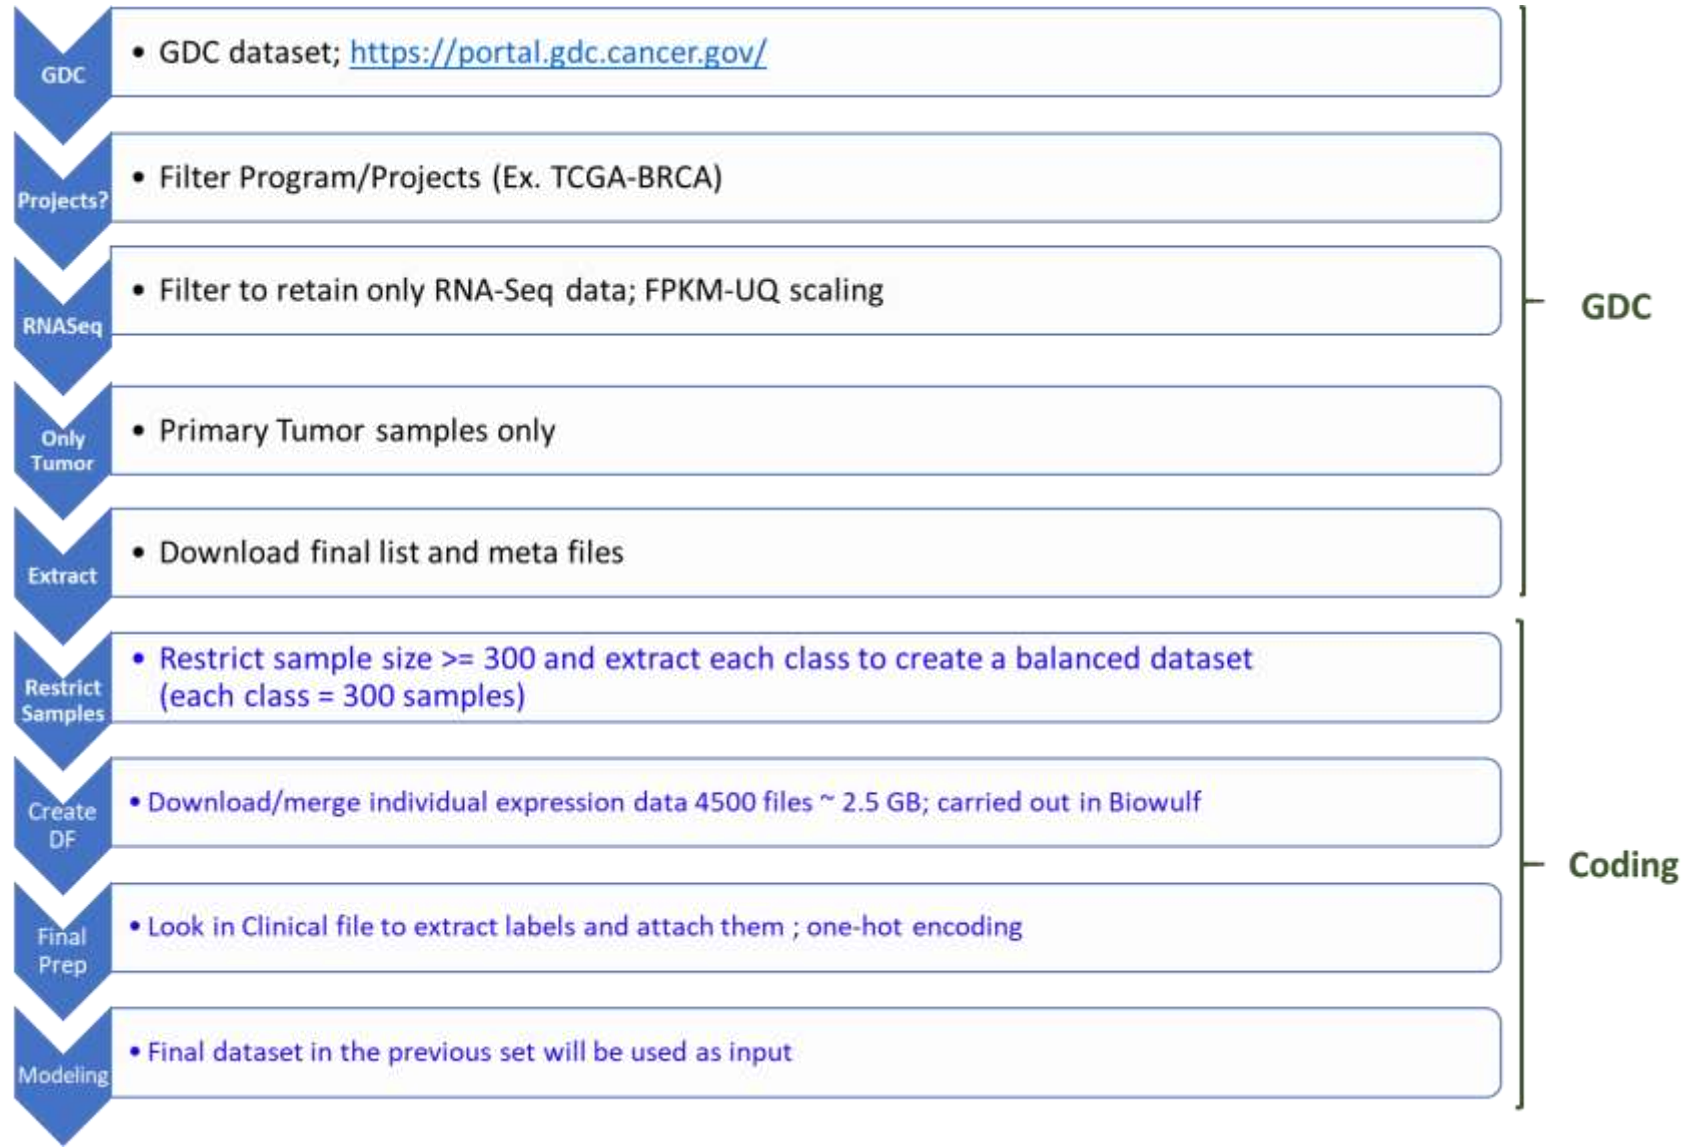 GDC
• GDC dataset; https://portal.gdc.cancer.gov/
Projects?
• Filter Program/Projects (Ex. TCGA-BRCA)
RNASeq
• Filter to retain only RNA-Seq data; FPKM-UQ scaling
Only
Tumor
• Primary Tumor samples only
Extract
• Download final list and meta files
GDC
Restrict
Samples
• Restrict sample size >= 300 and extract each class to create a balanced dataset
(each class = 300 samples)
Create
DF
• Download/merge individual expression data 4500 files ~ 2.5 GB; carried out in Biowulf
Final
Prep
• Look in Clinical file to extract labels and attach them ; one-hot encoding
Modeling
• Final dataset in the previous set will be used as input
Coding